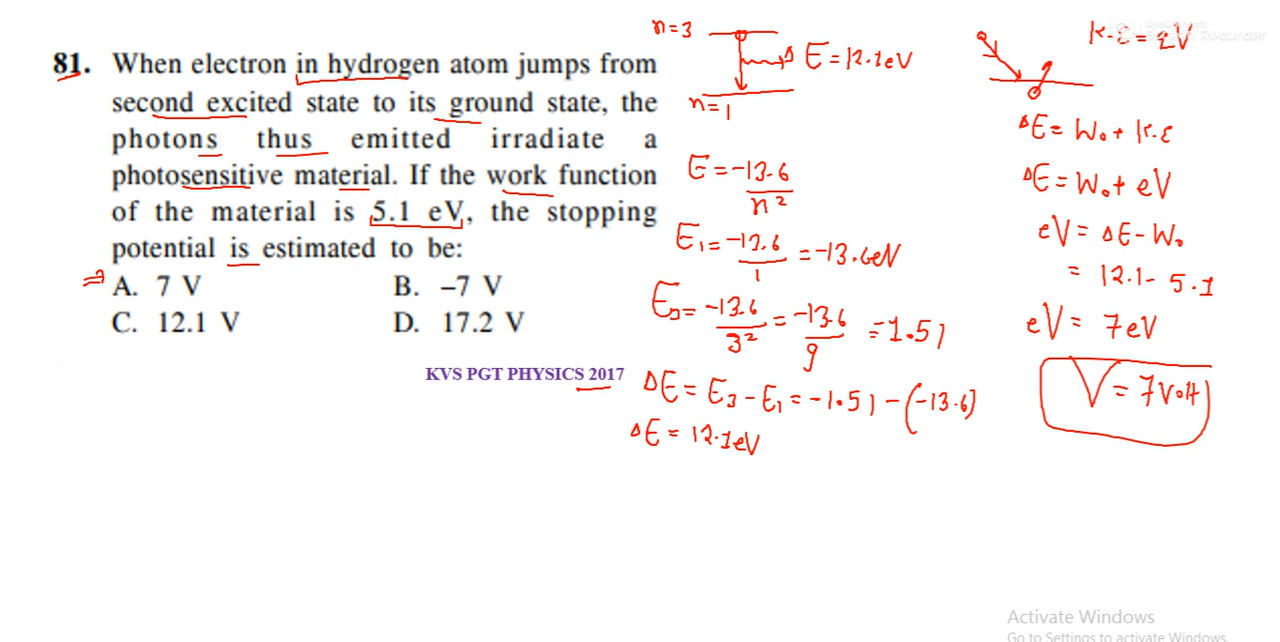 81. When electron in hydrogen atom jumps from
second excited state to its ground state, the
photons thus emitted irradiate a
photosensitive material. If the work function
of the material is 5.1 eV, the stopping
potential is estimated to be:
⇒ A. 7 V B. –7 V
C. 12.1 V D. 17.2 V
KVS PGT PHYSICS 2017
n=3
E=12.1eV
n=1
E = -13.6/n²
E₁ = -13.6/1 = -13.6eV
E₃ = -13.6/3² = -13.6/9 = -1.51
ΔE = E₃ - E₁ = -1.51 - (-13.6)
ΔE = 12.1eV
K.E = eV
ΔE = W₀ + K.E
ΔE = W₀ + eV
eV = ΔE - W₀
= 12.1 - 5.1
eV = 7eV
V = 7Volt
Recorder
Activate Windows
Go to Settings to activate Windows.